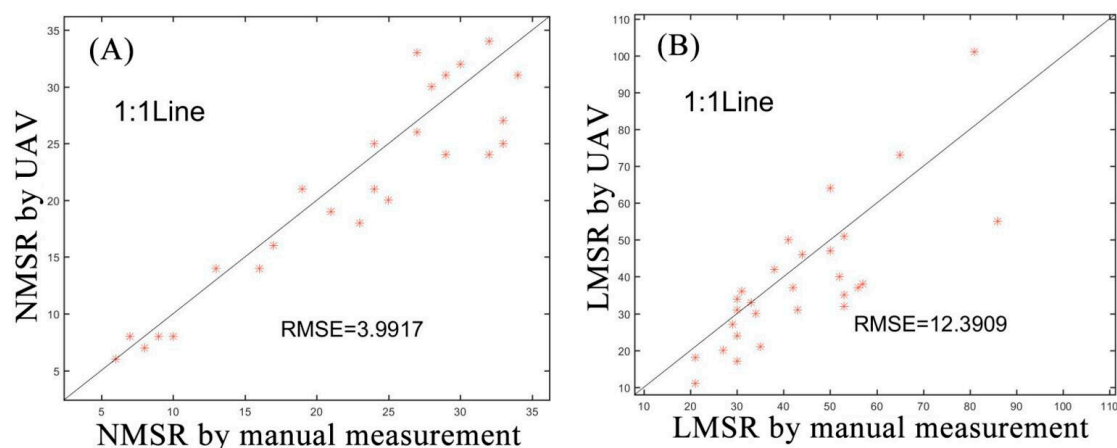 (A)
1:1Line
RMSE=3.9917
NMSR by UAV
35
30
25
20
15
10
5
5 10 15 20 25 30 35
NMSR by manual measurement
(B)
1:1Line
RMSE=12.3909
LMSR by UAV
110
100
90
80
70
60
50
40
30
20
10
10 20 30 40 50 60 70 80 90 100 110
LMSR by manual measurement